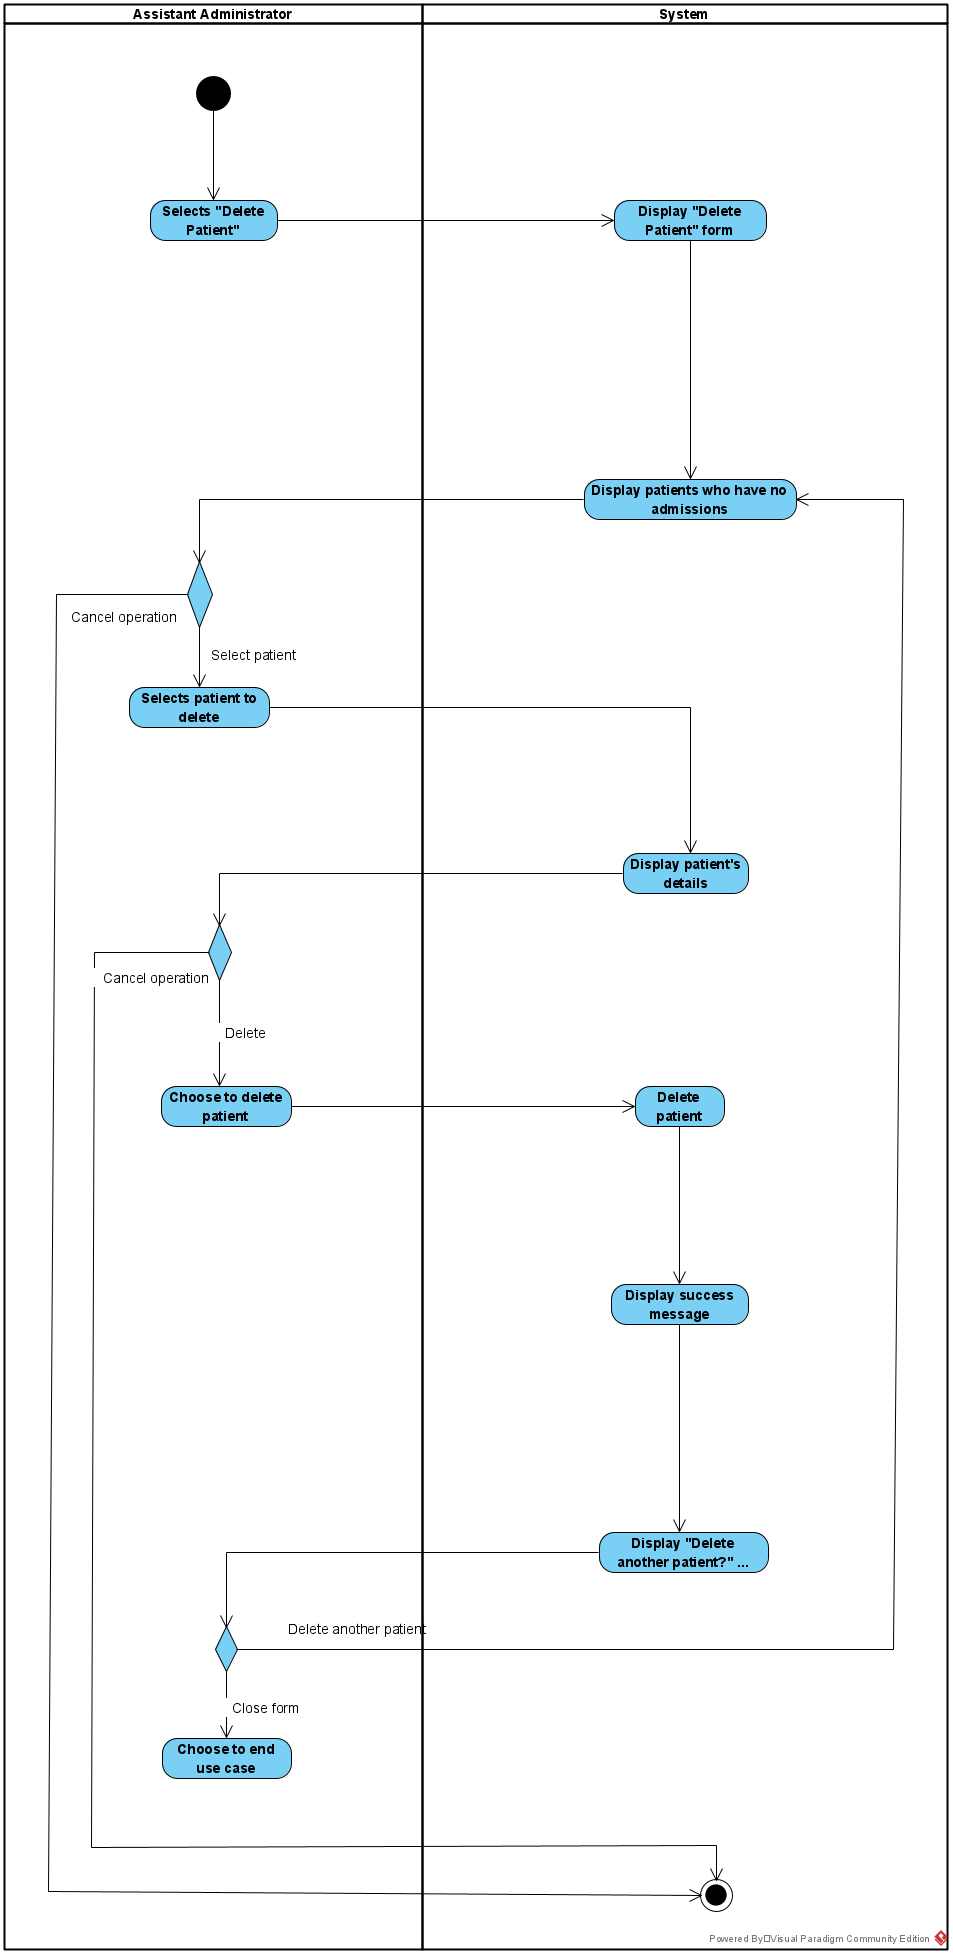 Assistant Administrator
System
Selects "Delete
Patient"
Display "Delete
Patient" form
Display patients who have no
admissions
Cancel operation
Select patient
Selects patient to
delete
Display patient's
details
Cancel operation
Delete
Choose to delete
patient
Delete
patient
Display success
message
Display "Delete
another patient?" ...
Delete another patient
Close form
Choose to end
use case
Powered By□Visual Paradigm Community Edition